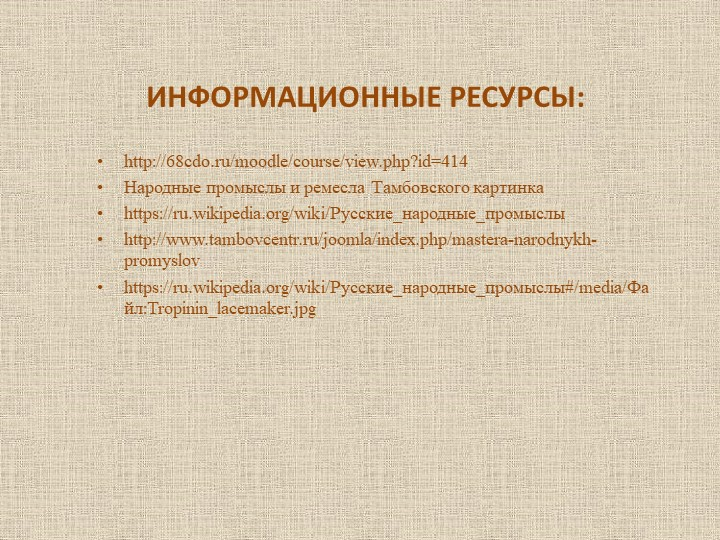 ИНФОРМАЦИОННЫЕ РЕСУРСЫ:
• http://68cdo.ru/moodle/course/view.php?id=414
• Народные промыслы и ремесла Тамбовского картинка
• https://ru.wikipedia.org/wiki/Русские_народные_промыслы
• http://www.tambovcentr.ru/joomla/index.php/mastera-narodnykh-
promyslov
• https://ru.wikipedia.org/wiki/Русские_народные_промыслы#/media/Фа
йл:Tropinin_lacemaker.jpg